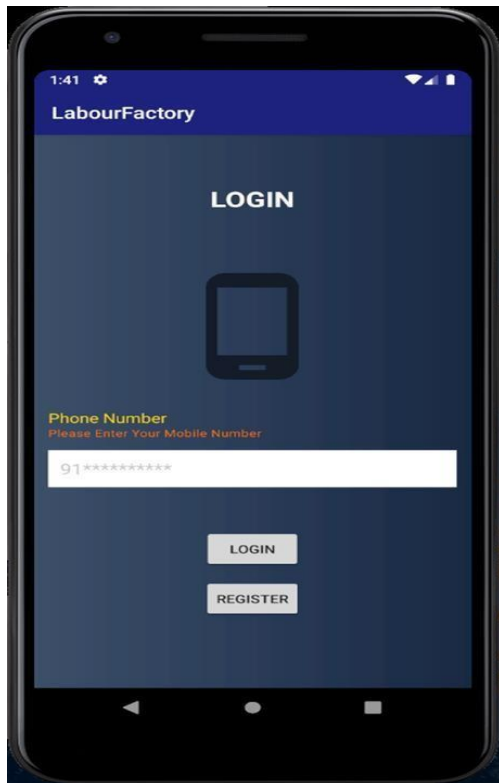 1:41
LabourFactory
LOGIN
Phone Number
Please Enter Your Mobile Number
91**********
LOGIN
REGISTER